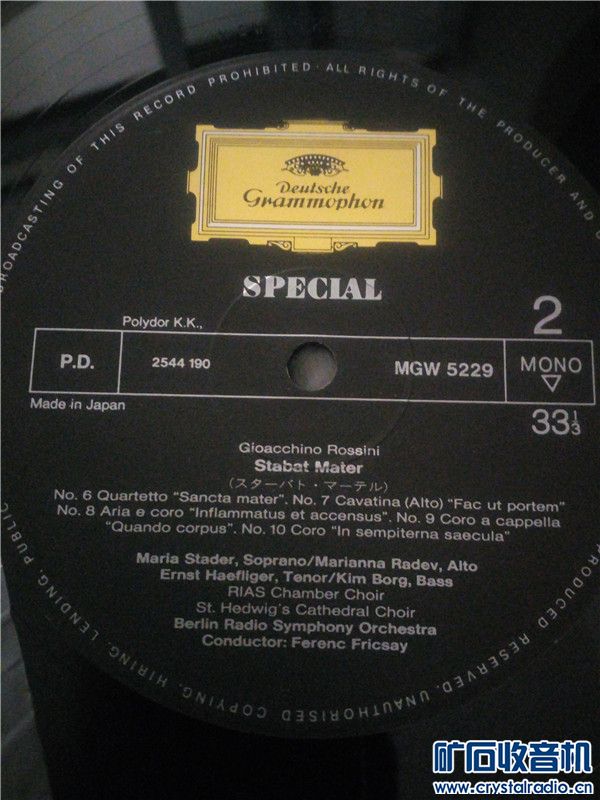 BROADCASTING OF THIS RECORD PROHIBITED · ALL RIGHTS OF THE PRODUCER AND
Deutsche
Grammophon
SPECIAL
2
Polydor K.K.,
P.D.
2544 190
MGW 5229
MONO
Made in Japan
33⅓
Gioacchino Rossini
Stabat Mater
(スターバト・マーテル)
No. 6 Quartetto "Sancta mater". No. 7 Cavatina (Alto) "Fac ut portem"
No. 8 Aria e coro "Inflammatus et accensus". No. 9 Coro a cappella
"Quando corpus". No. 10 Coro "In sempiterna saecula"
Maria Stader, Soprano/Marianna Radev, Alto
Ernst Haefliger, Tenor/Kim Borg, Bass
RIAS Chamber Choir
St. Hedwig's Cathedral Choir
Berlin Radio Symphony Orchestra
Conductor: Ferenc Fricsay
RESERVED. UNAUTHORISED COPYING, HIRING, LENDING, PUBLIC
矿石收音机
www.crystalradio.cn